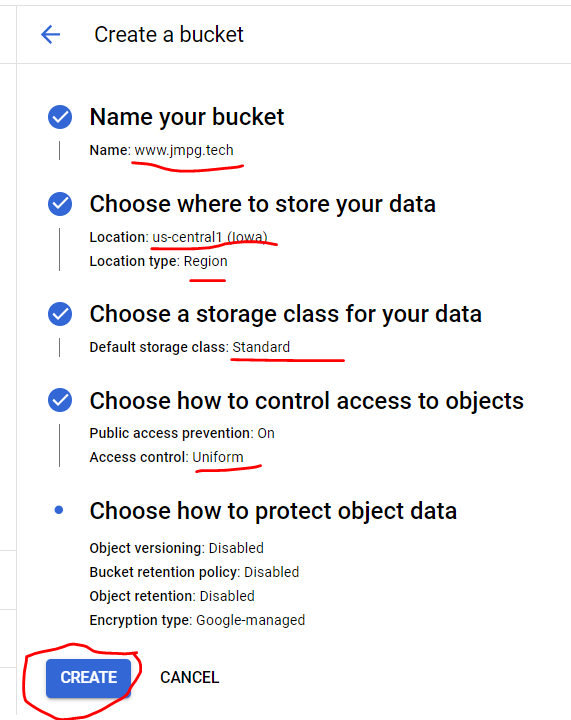 Create a bucket
Name your bucket
Name: www.jmpg.tech
Choose where to store your data
Location: us-central1 (Iowa)
Location type: Region
Choose a storage class for your data
Default storage class: Standard
Choose how to control access to objects
Public access prevention: On
Access control: Uniform
Choose how to protect object data
Object versioning: Disabled
Bucket retention policy: Disabled
Object retention: Disabled
Encryption type: Google-managed
CREATE CANCEL